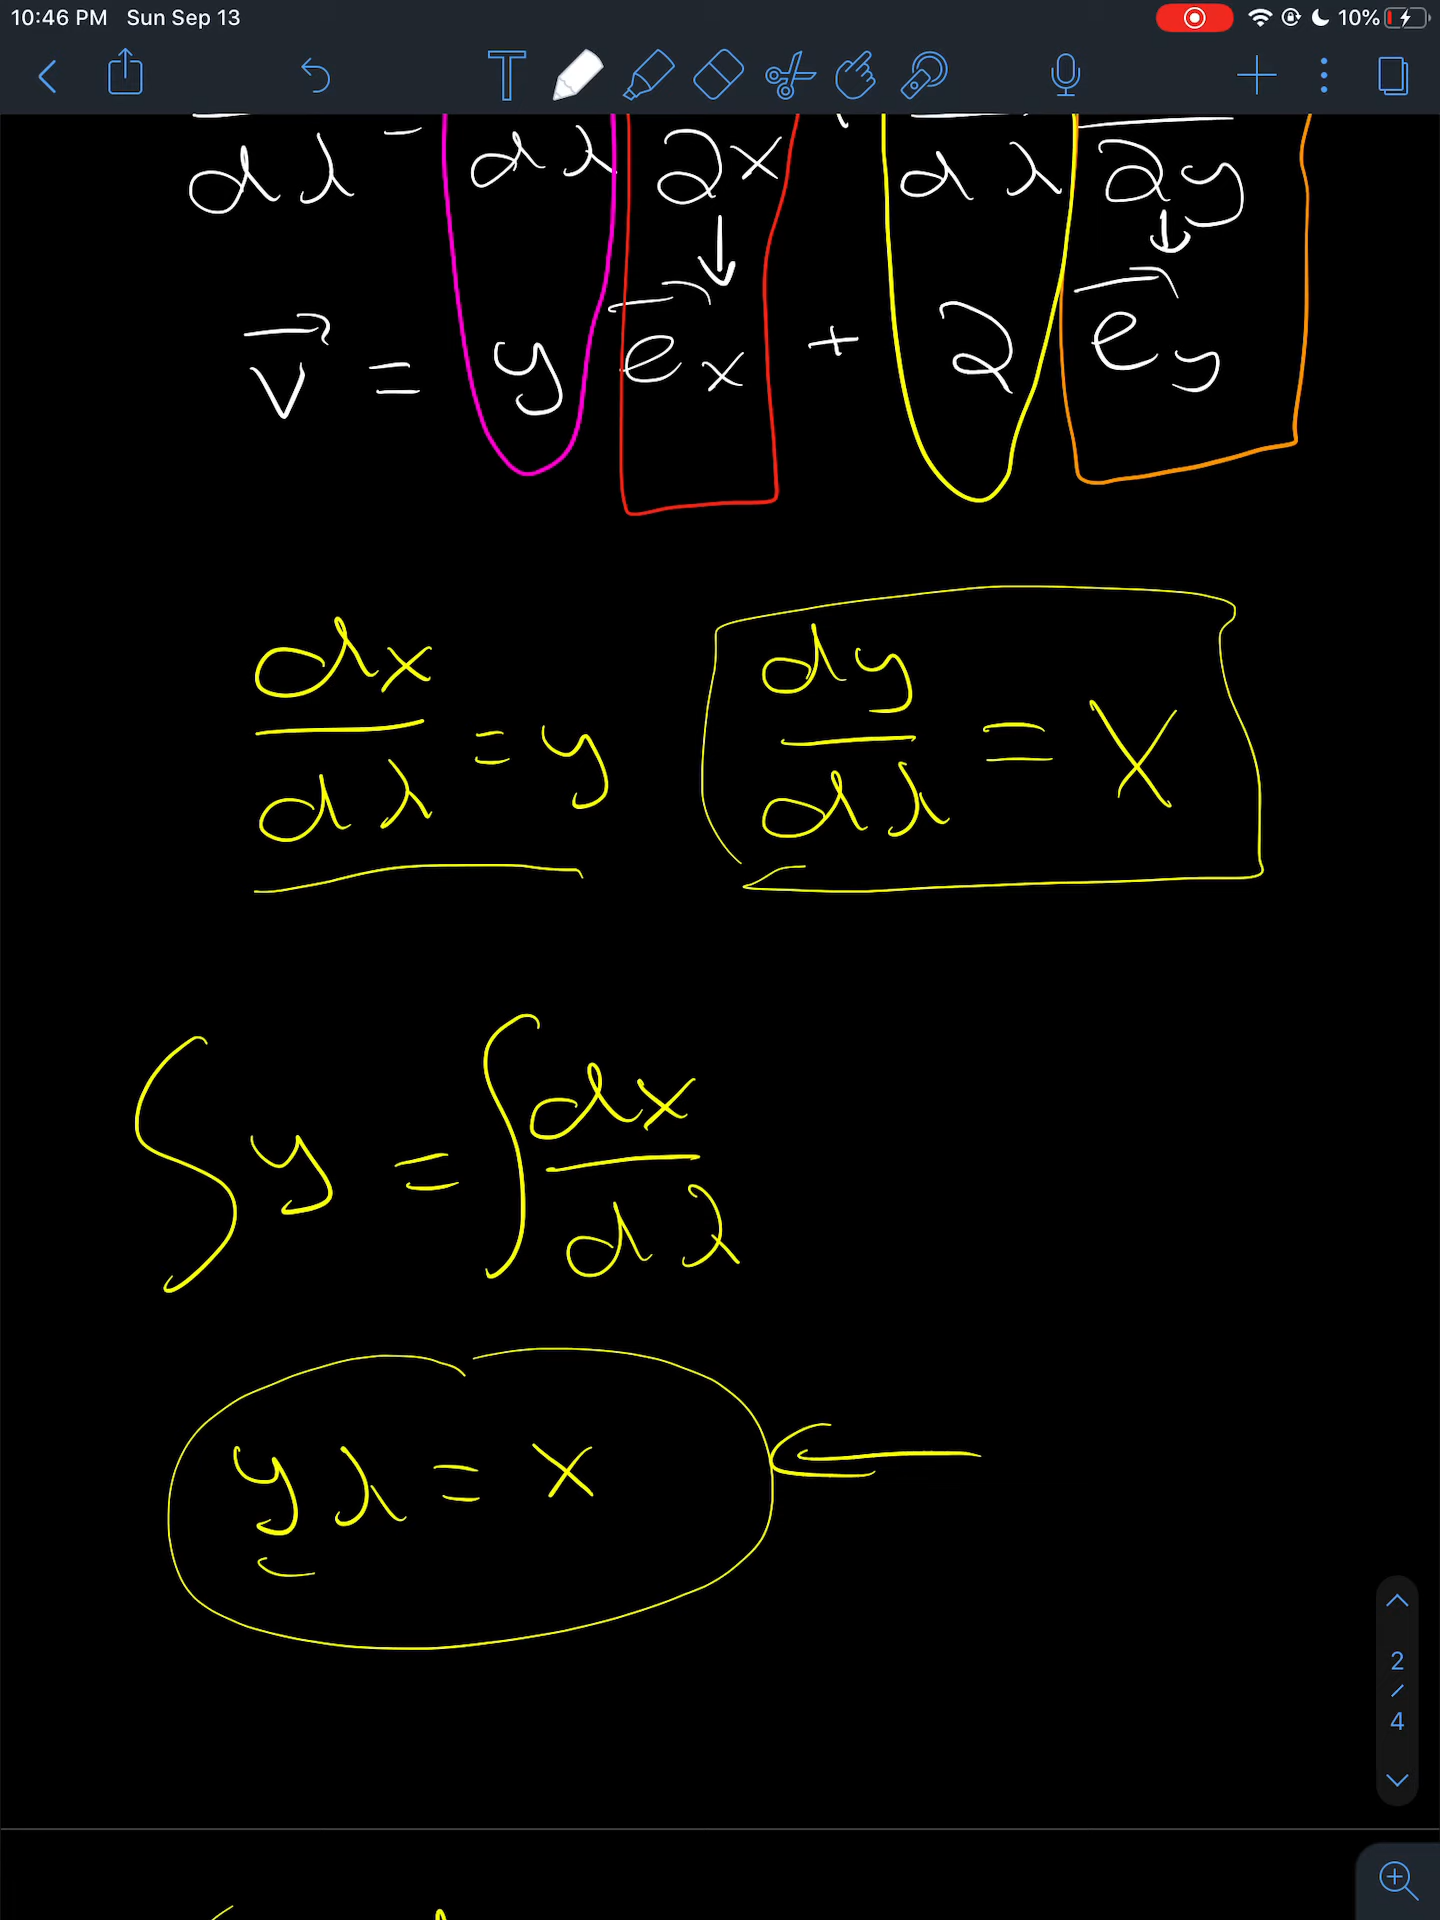 10:46 PM Sun Sep 13 10%
T
dλ = dλ ∂x + dλ ∂y
↓ ↓
v⃗ = y e⃗x + 2 e⃗y
dx/dλ = y dy/dλ = x
∫ y = ∫ dx/dλ
yλ = x ⇐
2
/
4